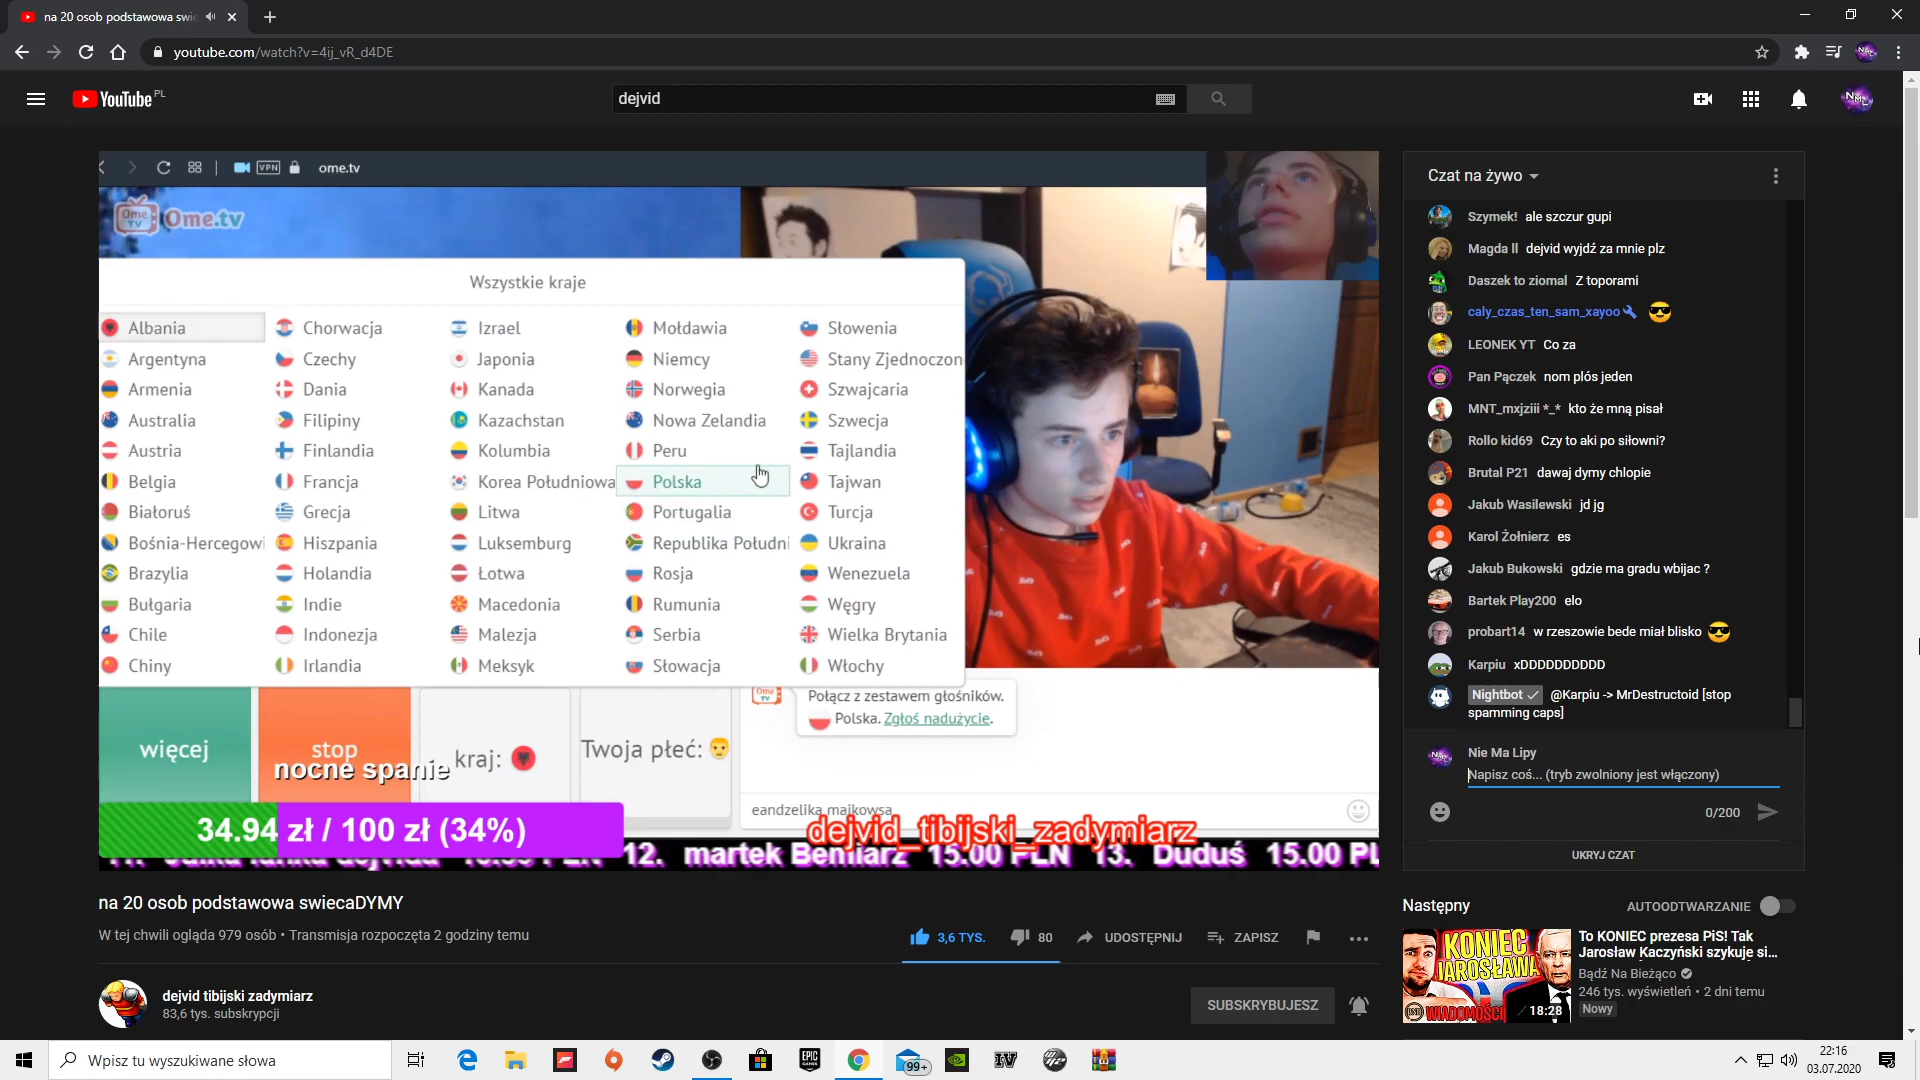 na 20 osob podstawowa swie
youtube.com/watch?v=4ij_vR_d4DE
YouTube PL
dejvid
NML
VPN
ome.tv
Ome TV Ome.tv
Wszystkie kraje
Albania
Argentyna
Armenia
Australia
Austria
Belgia
Białoruś
Bośnia-Hercegowi
Brazylia
Bułgaria
Chile
Chiny
Chorwacja
Czechy
Dania
Filipiny
Finlandia
Francja
Grecja
Hiszpania
Holandia
Indie
Indonezja
Irlandia
Izrael
Japonia
Kanada
Kazachstan
Kolumbia
Korea Południowa
Litwa
Luksemburg
Łotwa
Macedonia
Malezja
Meksyk
Mołdawia
Niemcy
Norwegia
Nowa Zelandia
Peru
Polska
Portugalia
Republika Połudn
Rosja
Rumunia
Serbia
Słowacja
Słowenia
Stany Zjednoczon
Szwajcaria
Szwecja
Tajlandia
Tajwan
Turcja
Ukraina
Wenezuela
Węgry
Wielka Brytania
Włochy
więcej
stop
nocne spanie
kraj:
Twoja płeć:
Połącz z zestawem głośników.
Polska. Zgłoś nadużycie.
eandzelika majkowsa
34.94 zł / 100 zł (34%)
dejvid_tibijski_zadymiarz
12. martek Bemiarz 15.00 PLN 13. Duduś 15.00 PL
na 20 osob podstawowa swiecaDYMY
W tej chwili ogląda 979 osób • Transmisja rozpoczęta 2 godziny temu
3,6 TYS.
80
UDOSTĘPNIJ
ZAPISZ
dejvid tibijski zadymiarz
83,6 tys. subskrypcji
SUBSKRYBUJESZ
Czat na żywo
Szymek! ale szczur gupi
Magda ll dejvid wyjdź za mnie plz
Daszek to ziomal Z toporami
caly_czas_ten_sam_xayoo
LEONEK YT Co za
Pan Pączek nom plós jeden
MNT_mxjziii *_* kto że mną pisał
Rollo kid69 Czy to aki po siłowni?
Brutal P21 dawaj dymy chlopie
Jakub Wasilewski jd jg
Karol Żołnierz es
Jakub Bukowski gdzie ma gradu wbijac ?
Bartek Play200 elo
probart14 w rzeszowie bede miał blisko
Karpiu xDDDDDDDDDD
Nightbot @Karpiu -> MrDestructoid [stop
spamming caps]
Nie Ma Lipy
Napisz coś... (tryb zwolniony jest włączony)
0/200
UKRYJ CZAT
Następny
AUTOODTWARZANIE
KONIEC
JAROSŁAWA
WIADOMOŚCI
18:28
To KONIEC prezesa PiS! Tak
Jarosław Kaczyński szykuje si...
Bądź Na Bieżąco
246 tys. wyświetleń • 2 dni temu
Nowy
Wpisz tu wyszukiwane słowa
EPIC GAMES
99+
IV
22:16
03.07.2020